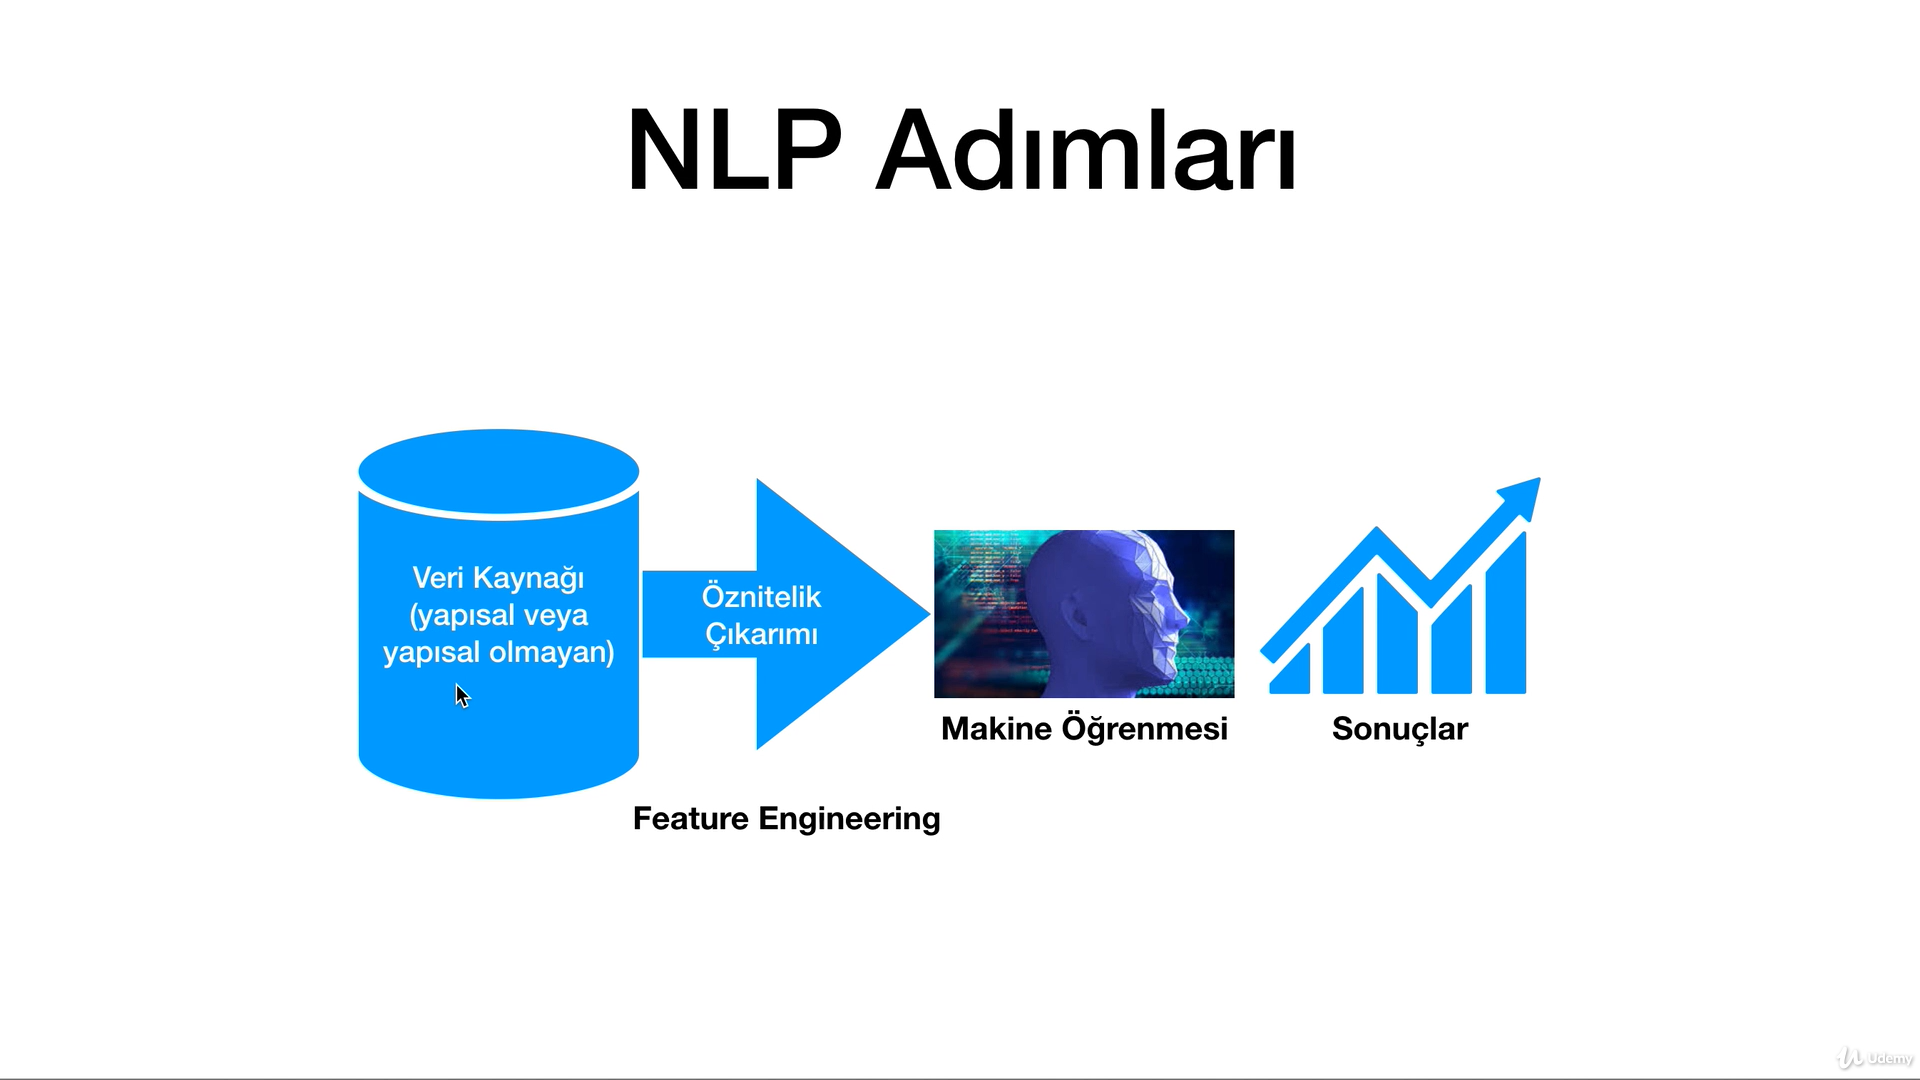 NLP Adımları
Veri Kaynağı
(yapısal veya
yapısal olmayan)
Öznitelik
Çıkarımı
Makine Öğrenmesi
Sonuçlar
Feature Engineering
Udemy